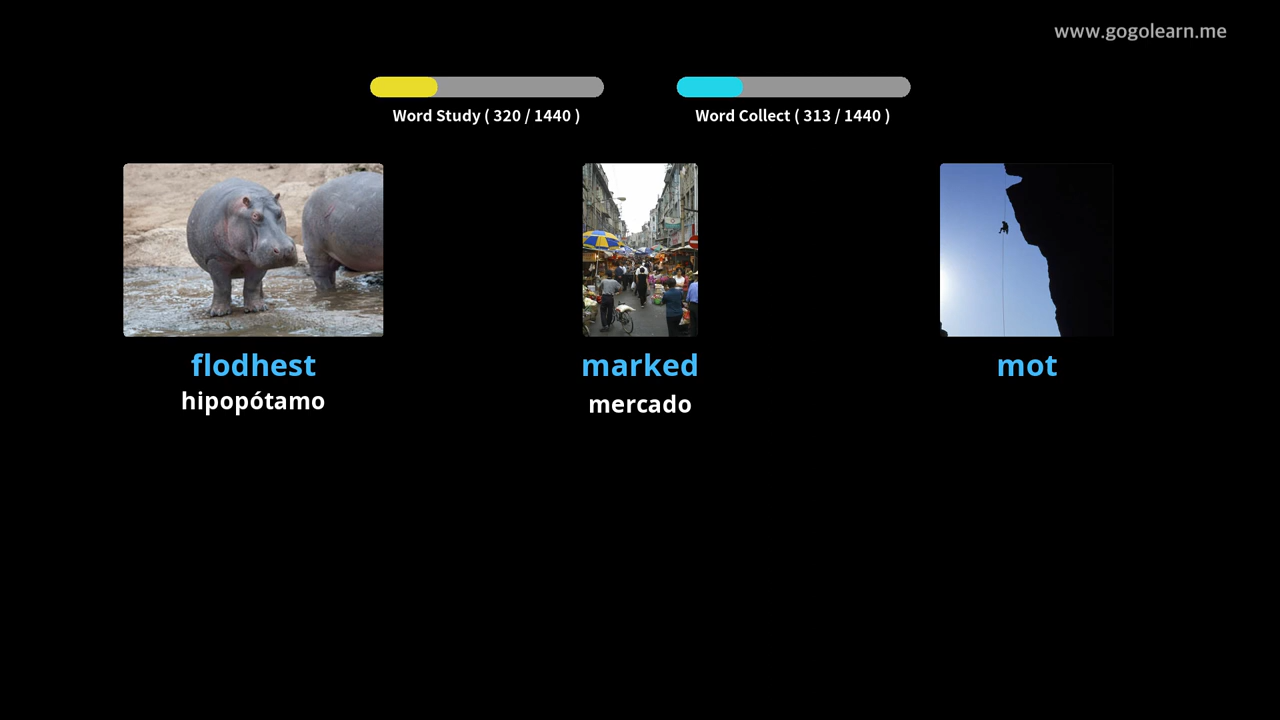 www.gogolearn.me
Word Study ( 320 / 1440 )
Word Collect ( 313 / 1440 )
flodhest
marked
mot
hipopótamo
mercado